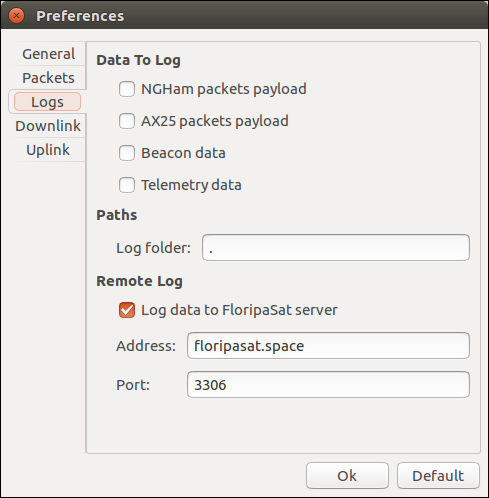 Preferences
General
Packets
Logs
Downlink
Uplink
Data To Log
NGHam packets payload
AX25 packets payload
Beacon data
Telemetry data
Paths
Log folder: .
Remote Log
Log data to FloripaSat server
Address: floripasat.space
Port: 3306
Ok Default